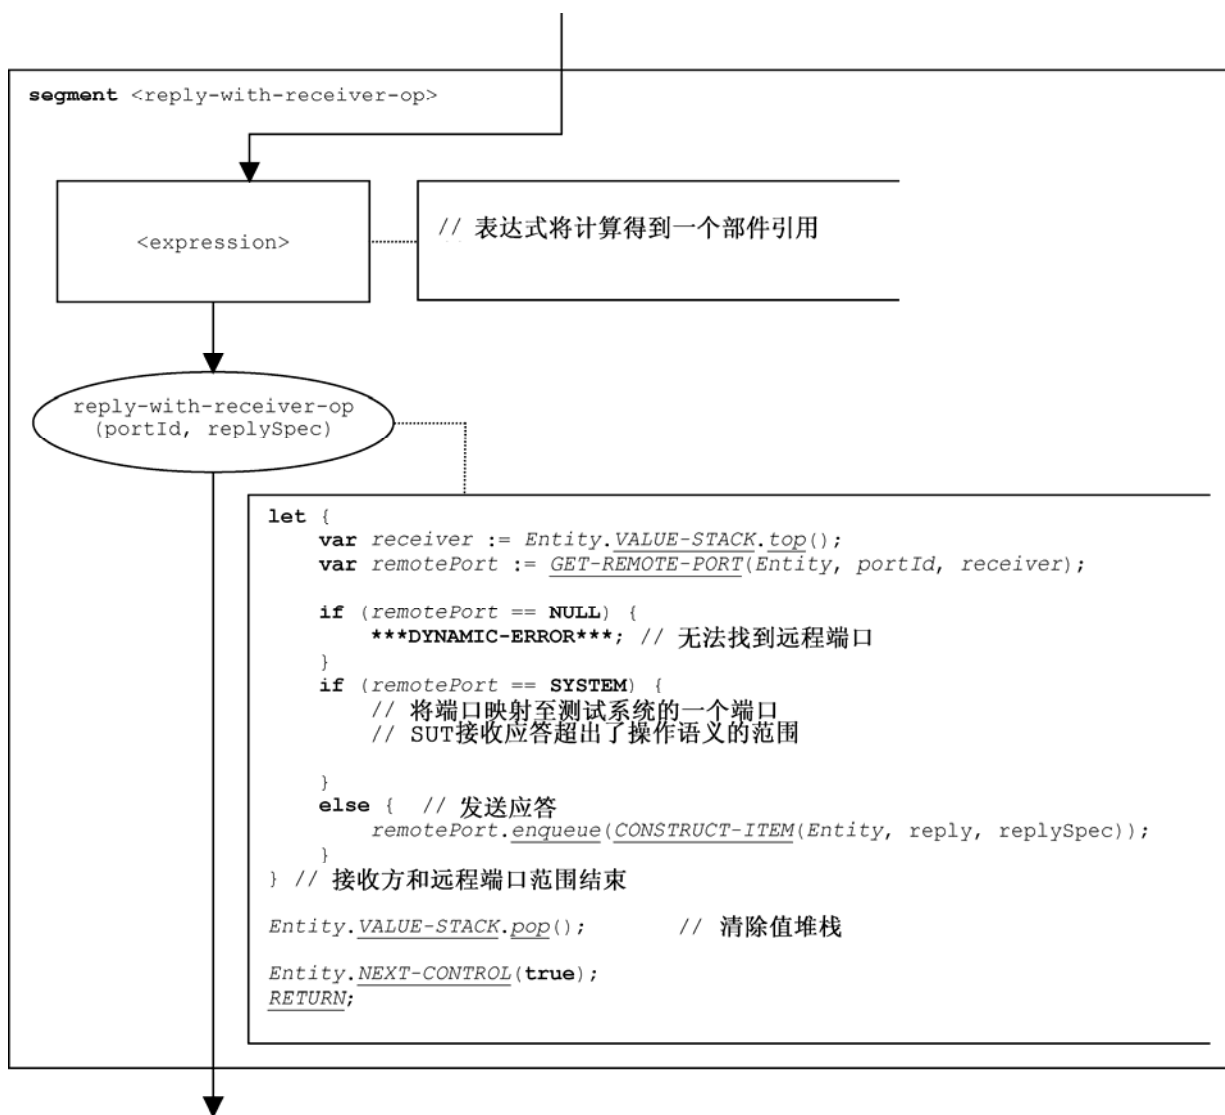 segment <reply-with-receiver-op>
<expression>
// 表达式将计算得到一个部件引用
reply-with-receiver-op
(portId, replySpec)
let {
var receiver := Entity.VALUE-STACK.top();
var remotePort := GET-REMOTE-PORT(Entity, portId, receiver);
if (remotePort == NULL) {
***DYNAMIC-ERROR***; // 无法找到远程端口
}
if (remotePort == SYSTEM) {
// 将端口映射至测试系统的一个端口
// SUT接收应答超出了操作语义的范围
}
else { // 发送应答
remotePort.enqueue(CONSTRUCT-ITEM(Entity, reply, replySpec));
}
} // 接收方和远程端口范围结束
Entity.VALUE-STACK.pop(); // 清除值堆栈
Entity.NEXT-CONTROL(true);
RETURN;